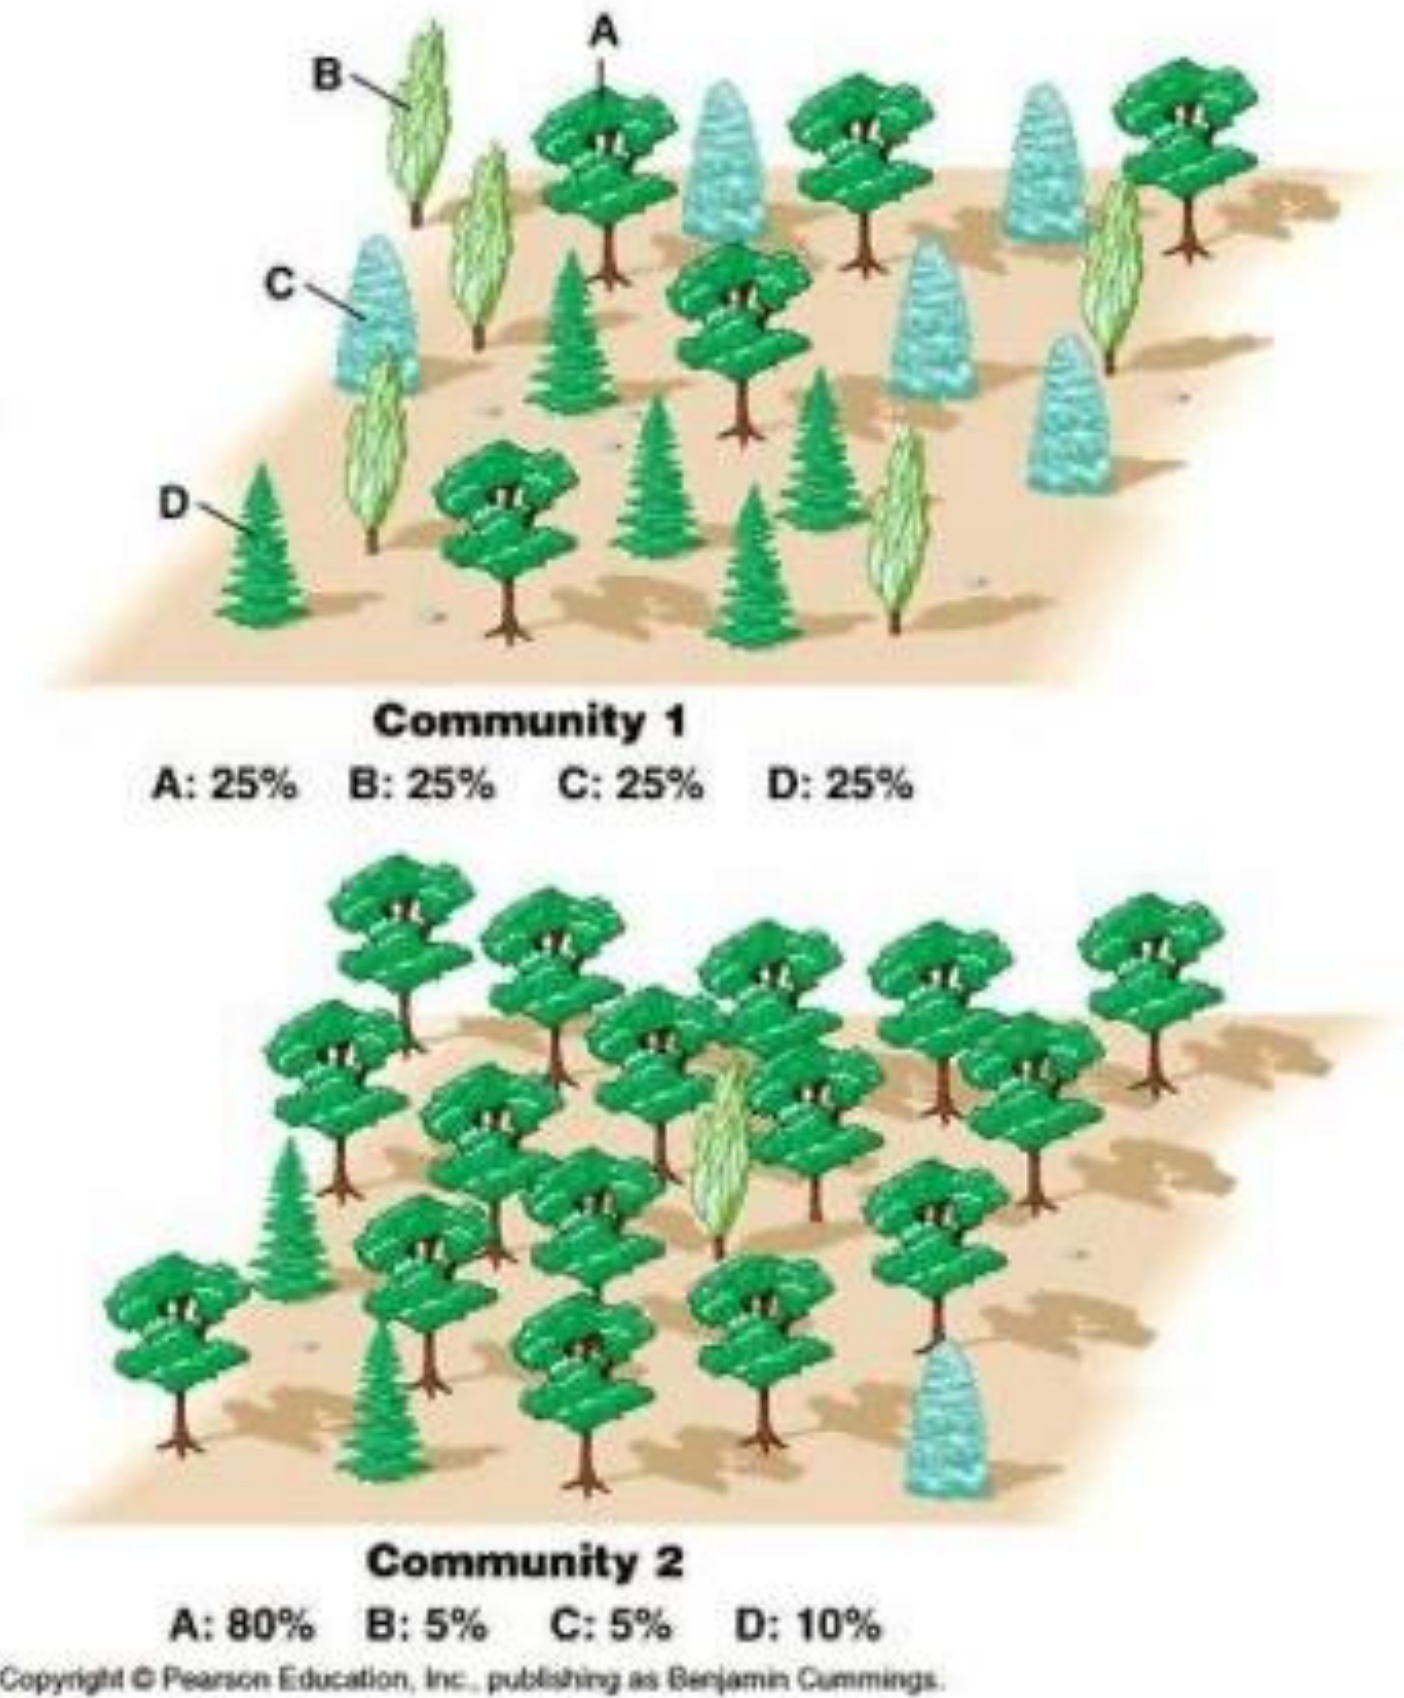 A
B
C
D
Community 1
A: 25% B: 25% C: 25% D: 25%
Community 2
A: 80% B: 5% C: 5% D: 10%
Copyright © Pearson Education, Inc., publishing as Benjamin Cummings.